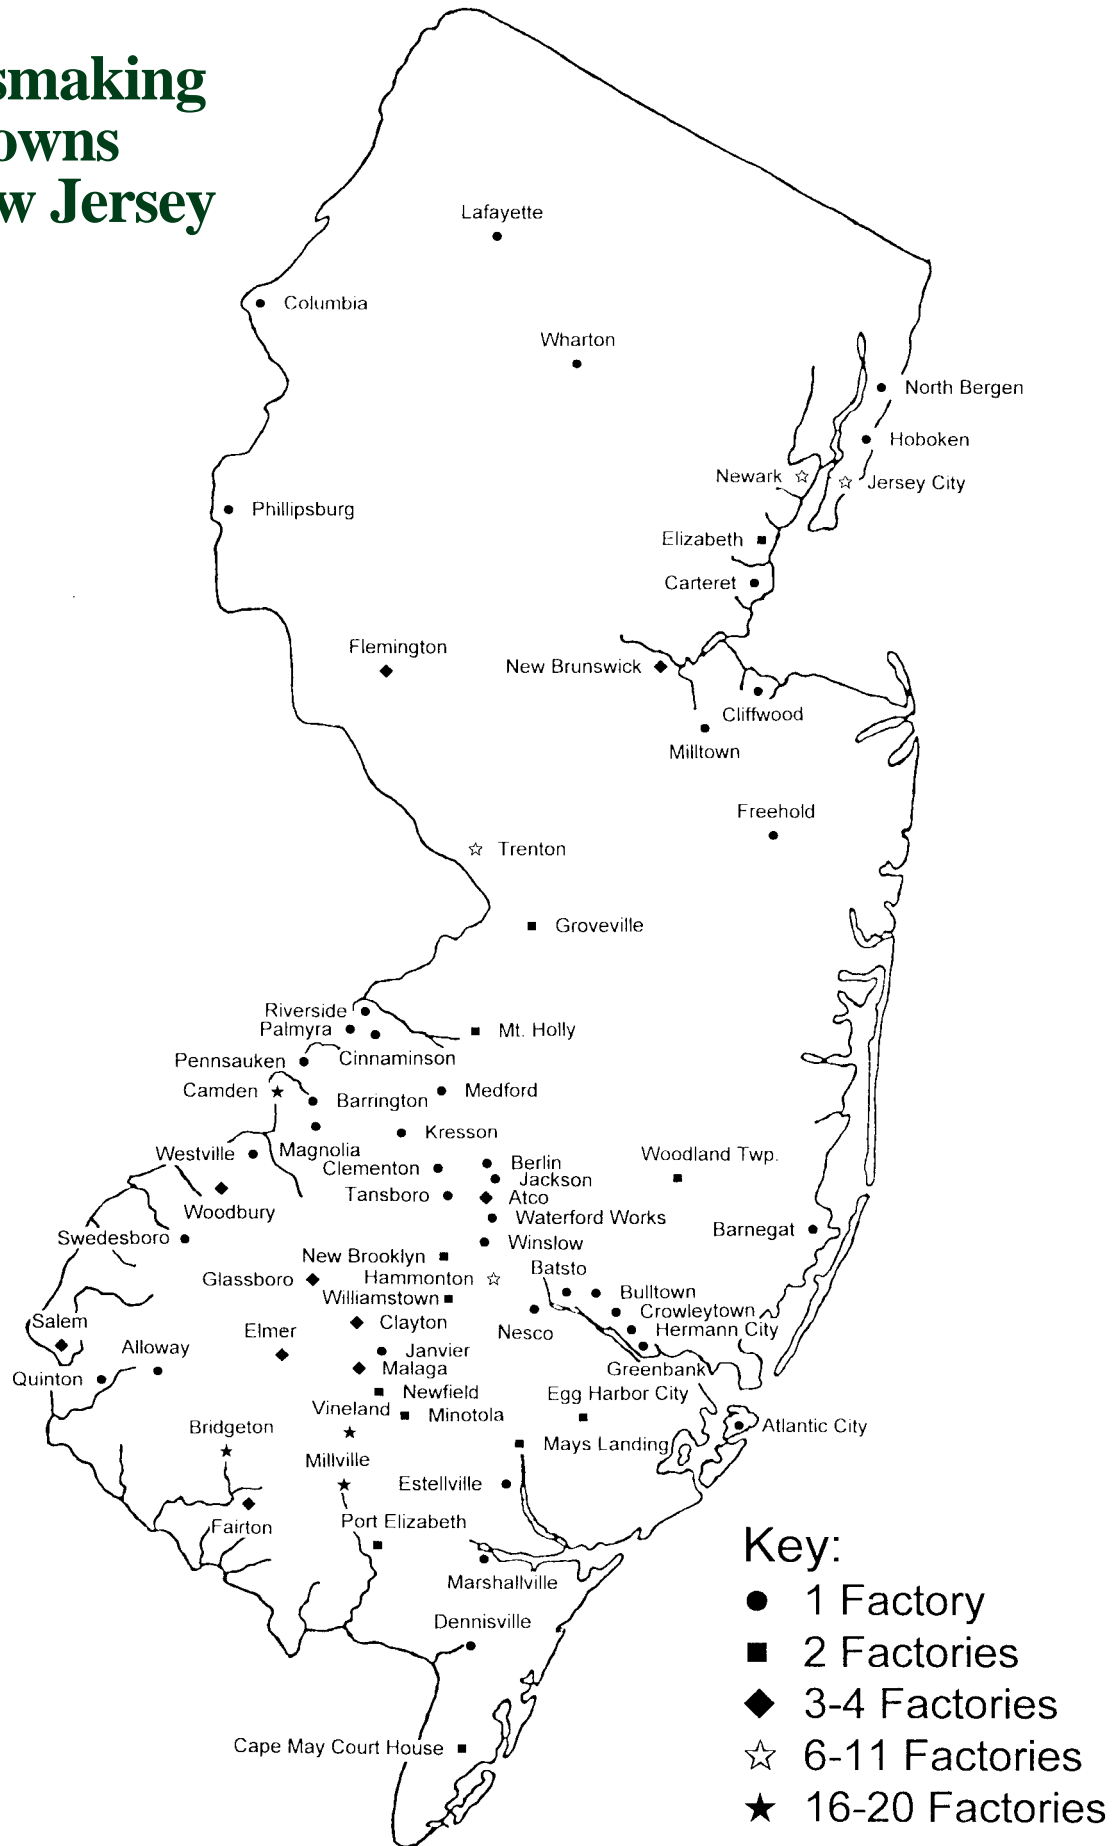 smaking
owns
w Jersey
Lafayette
Columbia
Wharton
North Bergen
Hoboken
Newark
Jersey City
Phillipsburg
Elizabeth
Carteret
Flemington
New Brunswick
Cliffwood
Milltown
Freehold
Trenton
Groveville
Riverside
Palmyra
Mt. Holly
Cinnaminson
Pennsauken
Camden
Barrington
Medford
Kresson
Magnolia
Westville
Clementon
Berlin
Woodland Twp.
Jackson
Tansboro
Atco
Woodbury
Waterford Works
Swedesboro
Barnegat
Winslow
New Brooklyn
Batsto
Glassboro
Hammonton
Bulltown
Williamstown
Crowleytown
Salem
Clayton
Nesco
Hermann City
Elmer
Alloway
Janvier
Malaga
Greenbank
Quinton
Newfield
Egg Harbor City
Vineland
Minotola
Bridgeton
Atlantic City
Mays Landing
Millville
Estellville
Port Elizabeth
Fairton
Marshallville
Dennisville
Cape May Court House
Key:
1 Factory
2 Factories
3-4 Factories
6-11 Factories
16-20 Factories